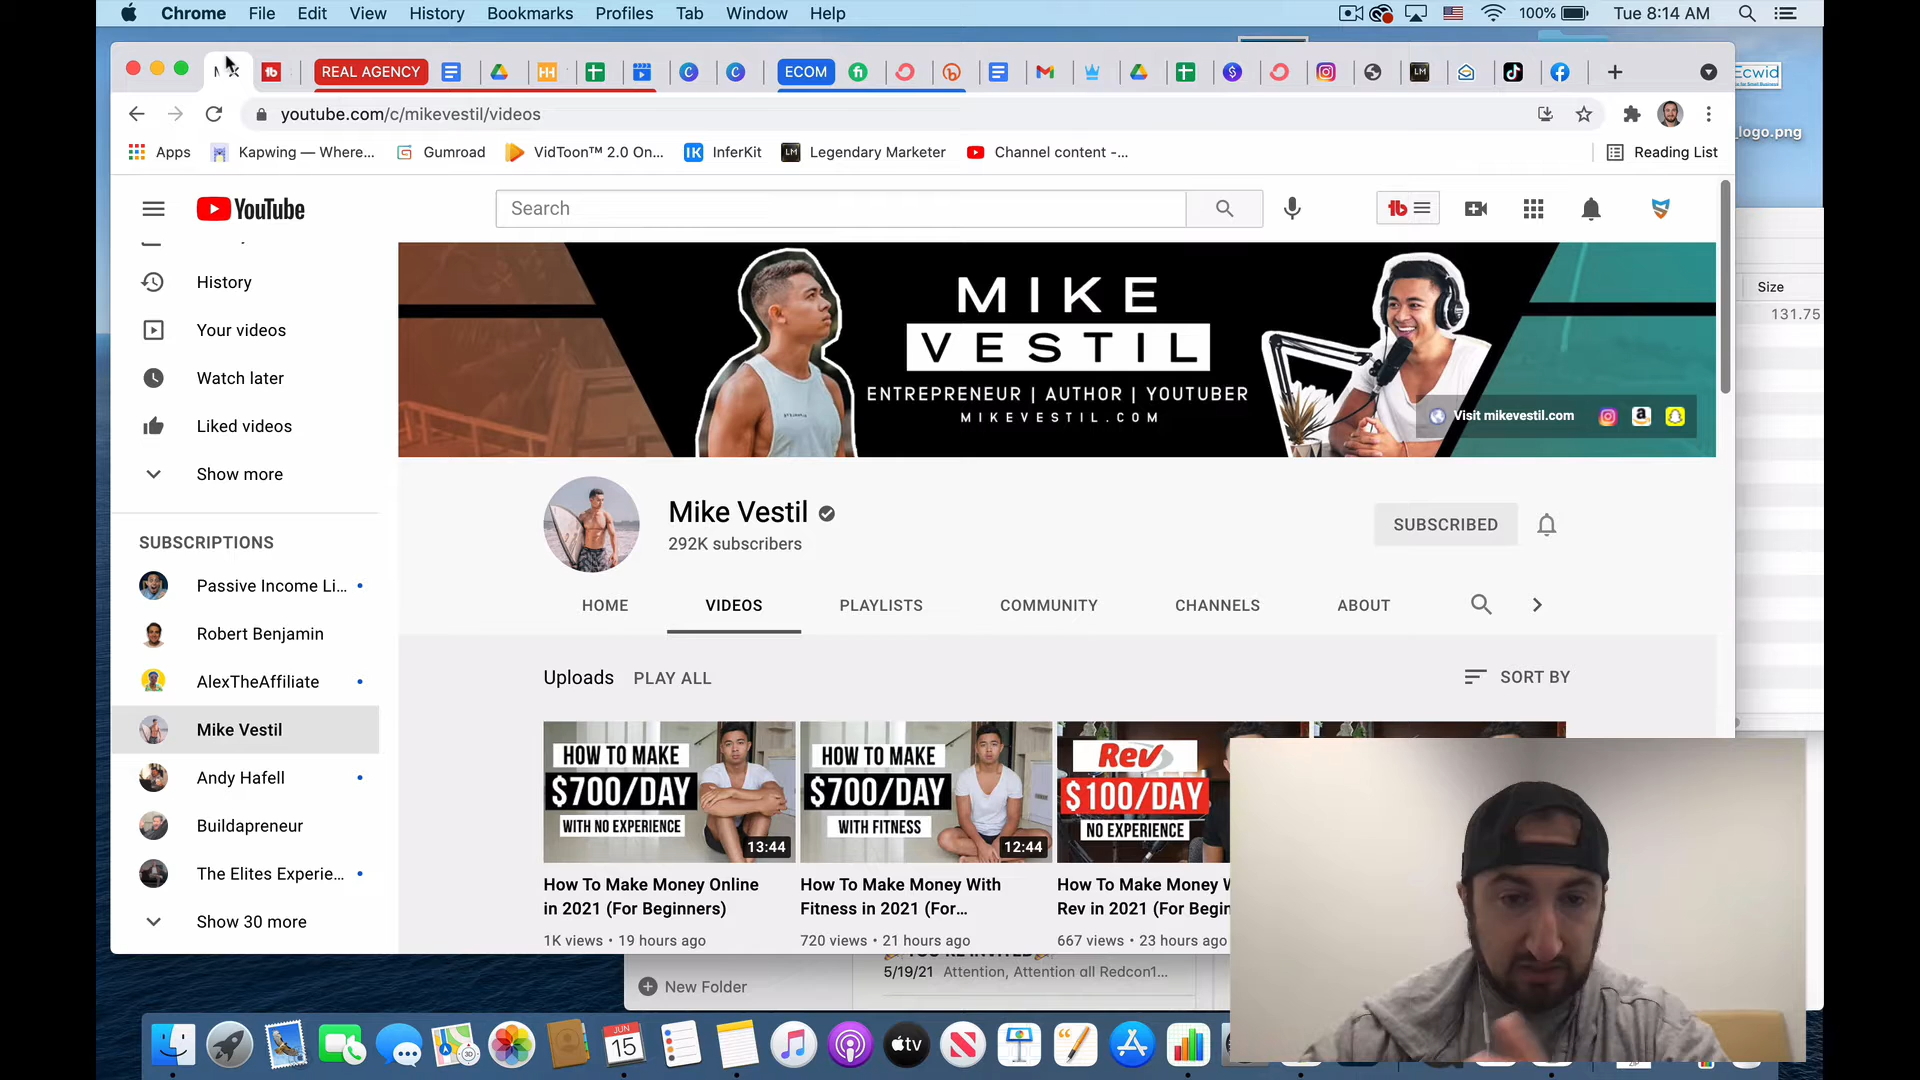 Chrome File Edit View History Bookmarks Profiles Tab Window Help
100% Tue 8:14 AM
REAL AGENCY
ECOM
Ecwid
_logo.png
youtube.com/c/mikevestil/videos
Apps
Kapwing — Where...
Gumroad
VidToon™ 2.0 On...
IK InferKit
LM Legendary Marketer
Channel content -...
Reading List
YouTube
Search
History
Your videos
Watch later
Liked videos
Show more
SUBSCRIPTIONS
Passive Income Li...
Robert Benjamin
AlexTheAffiliate
Mike Vestil
Andy Hafell
Buildapreneur
The Elites Experie...
Show 30 more
MIKE
VESTIL
ENTREPRENEUR | AUTHOR | YOUTUBER
MIKEVESTIL.COM
Visit mikevestil.com
Mike Vestil
292K subscribers
SUBSCRIBED
HOME VIDEOS PLAYLISTS COMMUNITY CHANNELS ABOUT
Uploads PLAY ALL
SORT BY
HOW TO MAKE
$700/DAY
WITH NO EXPERIENCE
13:44
How To Make Money Online
in 2021 (For Beginners)
1K views • 19 hours ago
HOW TO MAKE
$700/DAY
WITH FITNESS
12:44
How To Make Money With
Fitness in 2021 (For...
720 views • 21 hours ago
Rev
$100/DAY
NO EXPERIENCE
How To Make Money W
Rev in 2021 (For Begin
667 views • 23 hours ago
Size
131.75
New Folder
5/19/21 Attention, Attention all Redcon1...
JUN
15
tv